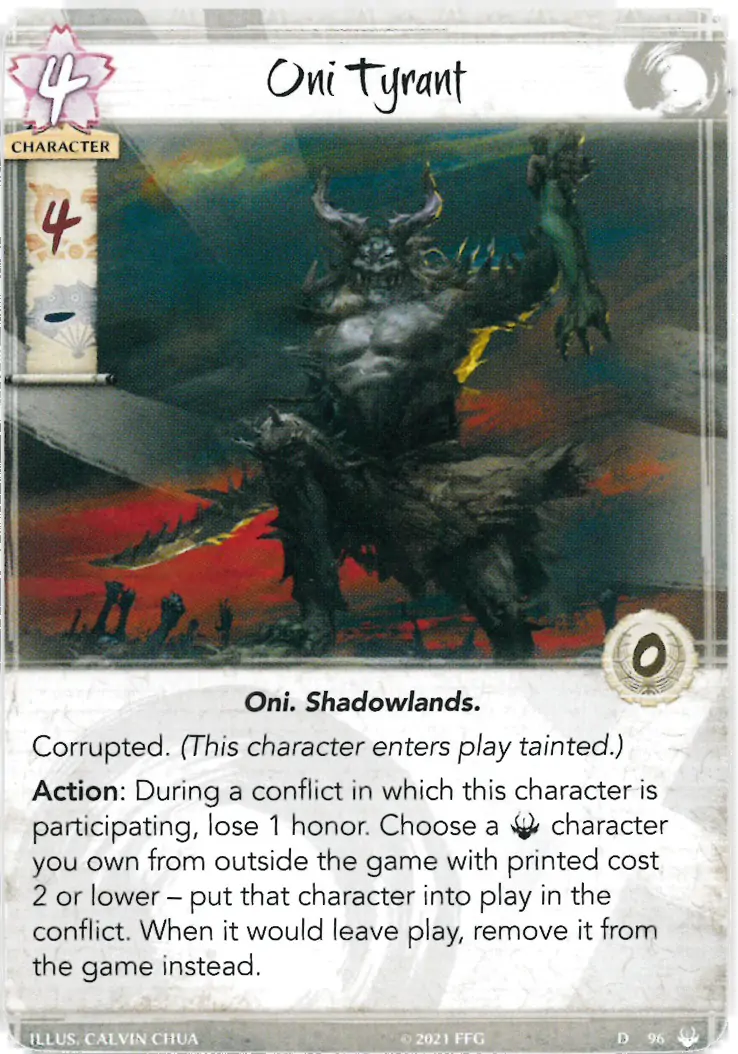 4
Oni Tyrant
CHARACTER
4
-
0
Oni. Shadowlands.
Corrupted. (This character enters play tainted.)
Action: During a conflict in which this character is
participating, lose 1 honor. Choose a character
you own from outside the game with printed cost
2 or lower – put that character into play in the
conflict. When it would leave play, remove it from
the game instead.
ILLUS. CALVIN CHUA © 2021 FFG D 96